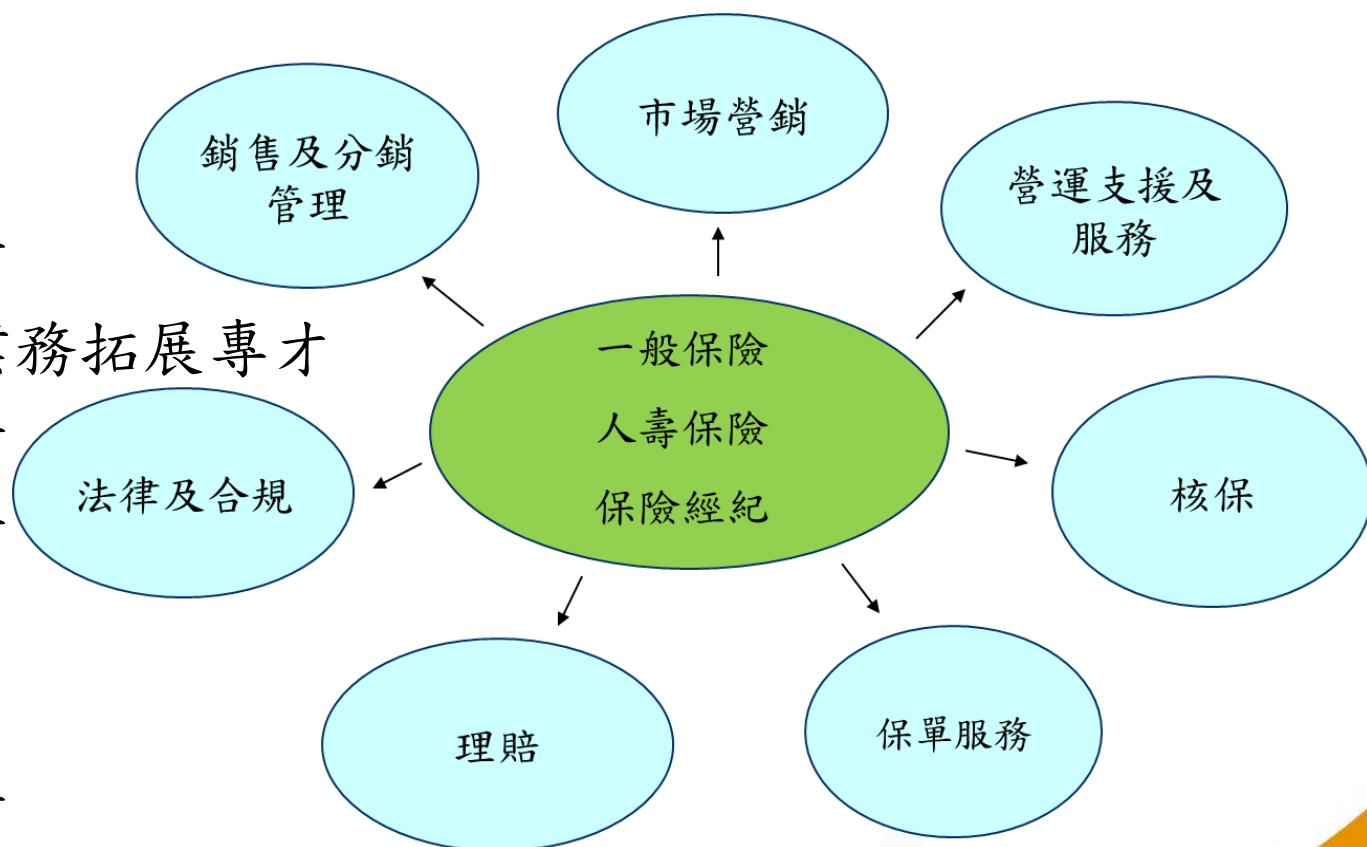 市場營銷
銷售及分銷
管理
營運支援及
服務
務拓展專才
一般保險
人壽保險
保險經紀
法律及合規
核保
理賠
保單服務